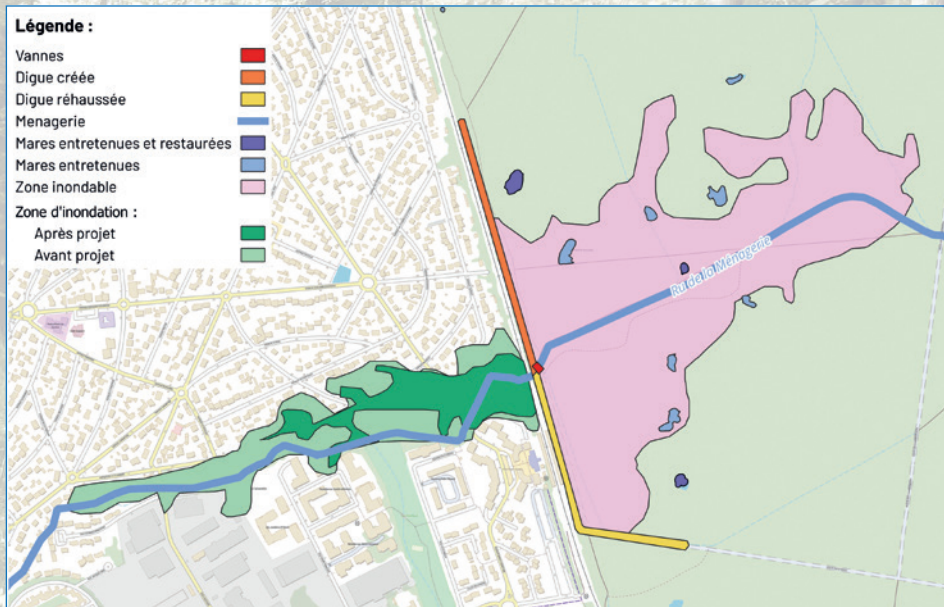 Légende :
Vannes
Digue créée
Digue réhaussée
Menagerie
Mares entretenues et restaurées
Mares entretenues
Zone inondable
Zone d'inondation :
Après projet
Avant projet
Ru de la Ménagerie